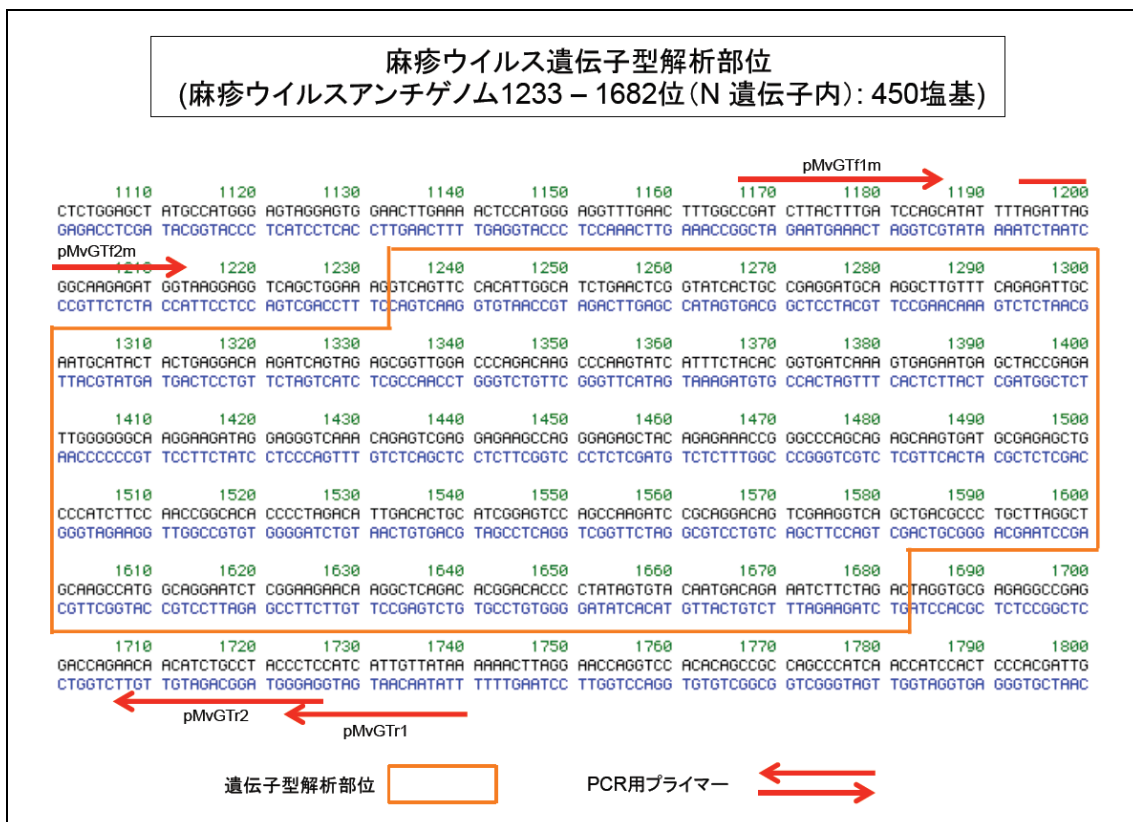 麻疹ウイルス遺伝子型解析部位
(麻疹ウイルスアンチゲノム1233 – 1682位（N 遺伝子内）: 450塩基)
pMvGTf1m
1110 1120 1130 1140 1150 1160 1170 1180 1190 1200
CTCTGGAGCT ATGCCATGGG AGTAGGAGTG GAACTTGAAA ACTCCATGGG AGGTTTGAAC TTTGGCCGAT CTTACTTTGA TCCAGCATAT TTTAGATTAG
GAGACCTCGA TACGGTACCC TCATCCTCAC CTTGAACTTT TGAGGTACCC TCCAAACTTG AAACCGGCTA GAATGAAACT AGGTCGTATA AAATCTAATC
pMvGTf2m
1210 1220 1230 1240 1250 1260 1270 1280 1290 1300
GGCAAGAGAT GGTAAGGAGG TCAGCTGGAA AGGTCAGTTC CACATTGGCA TCTGAACTCG GTATCACTGC CGAGGATGCA AGGCTTGTTT CAGAGATTGC
CCGTTCTCTA CCATTCCTCC AGTCGACCTT TCCAGTCAAG GTGTAACCGT AGACTTGAGC CATAGTGACG GCTCCTACGT TCCGAACAAA GTCTCTAACG
1310 1320 1330 1340 1350 1360 1370 1380 1390 1400
AATGCATACT ACTGAGGACA AGATCAGTAG AGCGGTTGGA CCCAGACAAG CCCAAGTATC ATTTCTACAC GGTGATCAAA GTGAGAATGA GCTACCGAGA
TTACGTATGA TGACTCCTGT TCTAGTCATC TCGCCAACCT GGGTCTGTTC GGGTTCATAG TAAAGATGTG CCACTAGTTT CACTCTTACT CGATGGCTCT
1410 1420 1430 1440 1450 1460 1470 1480 1490 1500
TTGGGGGGCA AGGAAGATAG GAGGGTCAAA CAGAGTCGAG GAGAAGCCAG GGAGAGCTAC AGAGAAACCG GGCCCAGCAG AGCAAGTGAT GCGAGAGCTG
AACCCCCCGT TCCTTCTATC CTCCCAGTTT GTCTCAGCTC CTCTTCGGTC CCTCTCGATG TCTCTTTGGC CCGGGTCGTC TCGTTCACTA CGCTCTCGAC
1510 1520 1530 1540 1550 1560 1570 1580 1590 1600
CCCATCTTCC AACCGGCACA CCCCTAGACA TTGACACTGC ATCGGAGTCC AGCCAAGATC CGCAGGACAG TCGAAGGTCA GCTGACGCCC TGCTTAGGCT
GGGTAGAAGG TTGGCCGTGT GGGGATCTGT AACTGTGACG TAGCCTCAGG TCGGTTCTAG GCGTCCTGTC AGCTTCCAGT CGACTGCGGG ACGAATCCGA
1610 1620 1630 1640 1650 1660 1670 1680 1690 1700
GCAAGCCATG GCAGGAATCT CGGAAGAACA AGGCTCAGAC ACGGACACCC CTATAGTGTA CAATGACAGA AATCTTCTAG ACTAGGTGCG AGAGGCCGAG
CGTTCGGTAC CGTCCTTAGA GCCTTCTTGT TCCGAGTCTG TGCCTGTGGG GATATCACAT GTTACTGTCT TTAGAAGATC TGATCCACGC TCTCCGGCTC
1710 1720 1730 1740 1750 1760 1770 1780 1790 1800
GACCAGAACA ACATCTGCCT ACCCTCCATC ATTGTTATAA AAAACTTAGG AACCAGGTCC ACACAGCCGC CAGCCCATCA ACCATCCACT CCCACGATTG
CTGGTCTTGT TGTAGACGGA TGGGAGGTAG TAACAATATT TTTTGAATCC TTGGTCCAGG TGTGTCGGCG GTCGGGTAGT TGGTAGGTGA GGGTGCTAAC
pMvGTr2
pMvGTr1
遺伝子型解析部位
PCR用プライマー